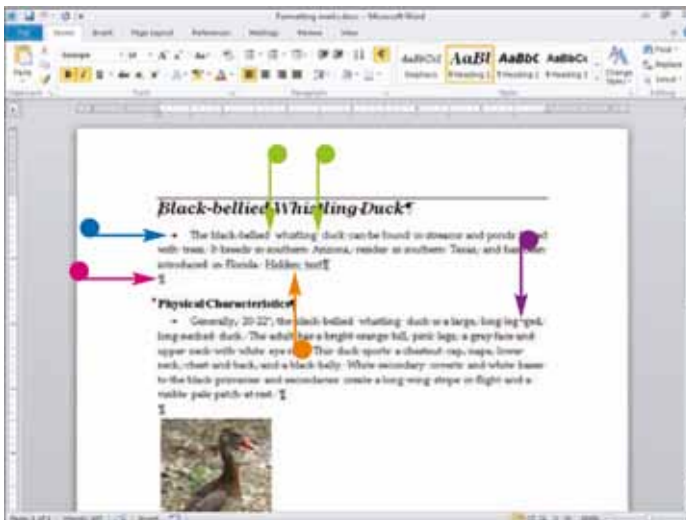 Formatting marks.docx - Microsoft Word
File Home Insert Page Layout References Mailings Review View
AaBbCcI AaBl AaBbC AaBbCc
Emphasis Heading 1 Heading 2 Heading 3 Change Styles
Replace
Select
Clipboard Font Paragraph Styles Editing
Black-bellied Whistling Duck¶
The black-bellied whistling duck can be found in streams and ponds
with trees. It breeds in southern Arizona, resides in southern Texas, and has been
introduced in Florida. Hidden text¶
¶
Physical Characteristics¶
Generally, 20-22", the black-bellied whistling duck is a large, long
long-necked duck. The adult has a bright orange bill, pink legs, a grey face and
upper neck with white eye This duck sports a chestnut cap, nape, lower
neck, chest and back, and a black belly. White secondary coverts and white bases
to the black primaries and secondaries create a long wing stripe in flight and a
visible pale patch at rest. ¶
¶